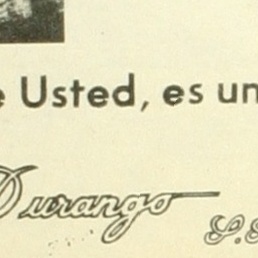 e Usted, es un
Durango
S.